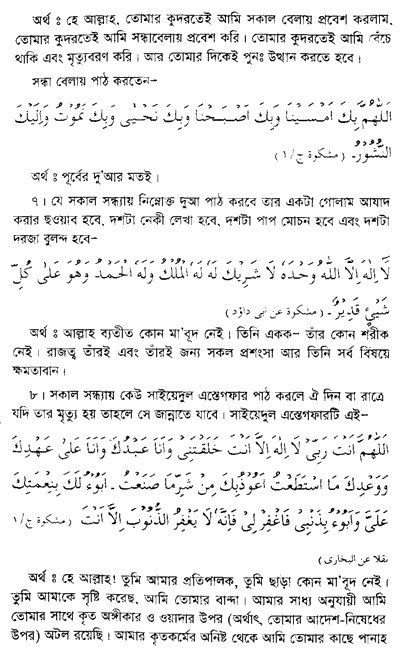 অর্থ : হে আল্লাহ, তোমার কুদরতেই আমি সকাল বেলায় প্রবেশ করলাম,
তোমার কুদরতেই আমি সন্ধাবেলায় প্রবেশ করি। তোমার কুদরতেই আমি বেঁচে
থাকি এবং মৃত্যুবরণ করি। আর তোমার দিকেই পুনঃ উত্থান করতে হবে।
সন্ধা বেলায় পাঠ করতেন–
اَللّٰهُمَّ بِكَ اَمْسَيْنَا وَبِكَ اَصْبَحْنَا وَبِكَ نَحْيٰى وَبِكَ نَمُوْتُ وَاِلَيْكَ
النُّشُوْرُ۔ (مشكوة ج/١)
অর্থ : পূর্বের দু'আর মতই।
৭। যে সকাল সন্ধ্যায় নিম্নোক্ত দুআ পাঠ করবে তার একটা গোলাম আযাদ
করার ছওয়াব হবে, দশটা নেকী লেখা হবে, দশটা পাপ মোচন হবে এবং দশটা
দরজা বুলন্দ হবে–
لَا اِلٰهَ اِلَّا اللّٰهُ وَحْدَهٗ لَا شَرِيْكَ لَهٗ لَهُ الْمُلْكُ وَلَهُ الْحَمْدُ وَهُوَ عَلٰى كُلِّ
شَيْئٍ قَدِيْرٌ۔ (مشكوة عن ابى داؤد)
অর্থ : আল্লাহ ব্যতীত কোন মা'বূদ নেই। তিনি একক– তাঁর কোন শরীক
নেই। রাজত্ব তাঁরই এবং তাঁরই জন্য সকল প্রশংসা আর তিনি সর্ব বিষয়ে
ক্ষমতাবান।
৮। সকাল সন্ধ্যায় কেউ সাইয়েদুল এস্তেগফার পাঠ করলে ঐ দিন বা রাত্রে
যদি তার মৃত্যু হয় তাহলে সে জান্নাতে যাবে। সাইয়েদুল এস্তেগফারটি এই–
اَللّٰهُمَّ اَنْتَ رَبِّىْ لَا اِلٰهَ اِلَّا اَنْتَ خَلَقْتَنِىْ وَاَنَا عَبْدُكَ وَاَنَا عَلٰى عَهْدِكَ
وَوَعْدِكَ مَا اسْتَطَعْتُ اَعُوْذُبِكَ مِنْ شَرِّمَا صَنَعْتُ۔ اَبُوْءُ لَكَ بِنِعْمَتِكَ
عَلَىَّ وَاَبُوْءُ بِذَنْبِىْ فَاغْفِرْ لِىْ فَاِنَّهٗ لَا يَغْفِرُ الذُّنُوْبَ اِلَّا اَنْتَ (مشكوة ج/١
نقلا عن البخارى)
অর্থ : হে আল্লাহ! তুমি আমার প্রতিপালক, তুমি ছাড়া কোন মা'বূদ নেই।
তুমি আমাকে সৃষ্টি করেছ, আমি তোমার বান্দা। আমার সাধ্য অনুযায়ী আমি
তোমার সাথে কৃত অঙ্গীকার ও ওয়াদার উপর (অর্থাৎ, তোমার আদেশ-নিষেধের
উপর) অটল রয়েছি। আমার কৃতকর্মের অনিষ্ট থেকে আমি তোমার কাছে পানাহ